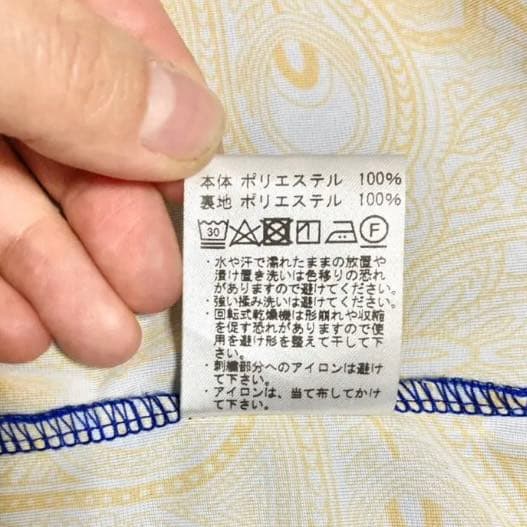 本体 ポリエステル 100%
裏地 ポリエステル 100%
30 F
・水や汗で濡れたままの放置や
漬け置き洗いは色移りの恐れ
がありますので避けてください。
・強い揉み洗いは避けてください。
・回転式乾燥機は形崩れや収縮
を促す恐れがありますので使
用を避け形を整えて干して下
さい。
・刺繍部分へのアイロンは避け
て下さい。
・アイロンは、当て布してかけ
て下さい。